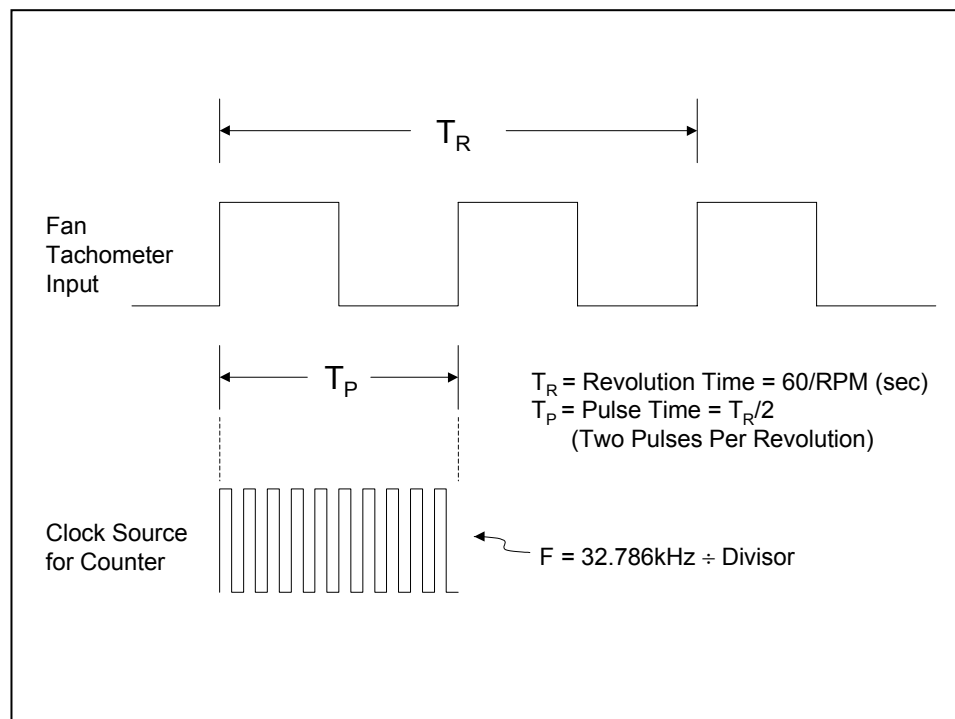 T_R
Fan
Tachometer
Input
T_P
T_R = Revolution Time = 60/RPM (sec)
T_P = Pulse Time = T_R/2
(Two Pulses Per Revolution)
Clock Source
for Counter
F = 32.786kHz ÷ Divisor